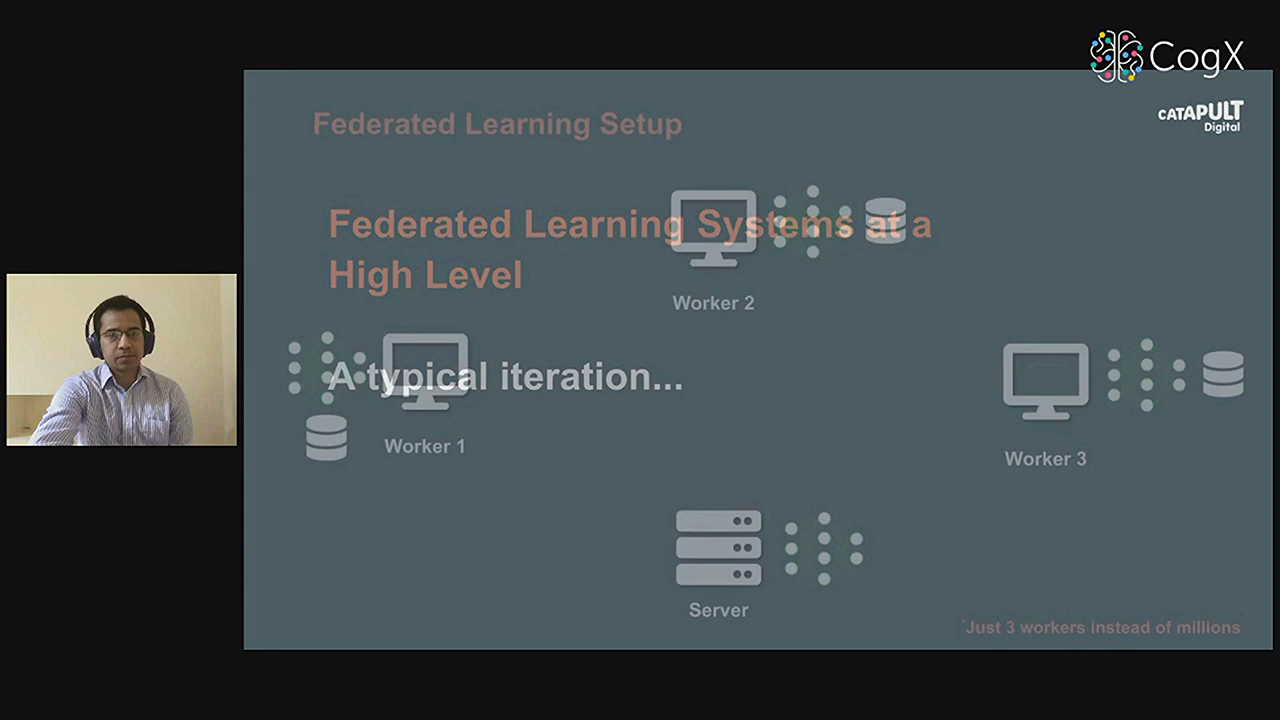 CogX
CATAPULT
Digital
Federated Learning Setup
Federated Learning Systems at a
High Level
Worker 2
A typical iteration...
Worker 1
Worker 3
Server
*Just 3 workers instead of millions